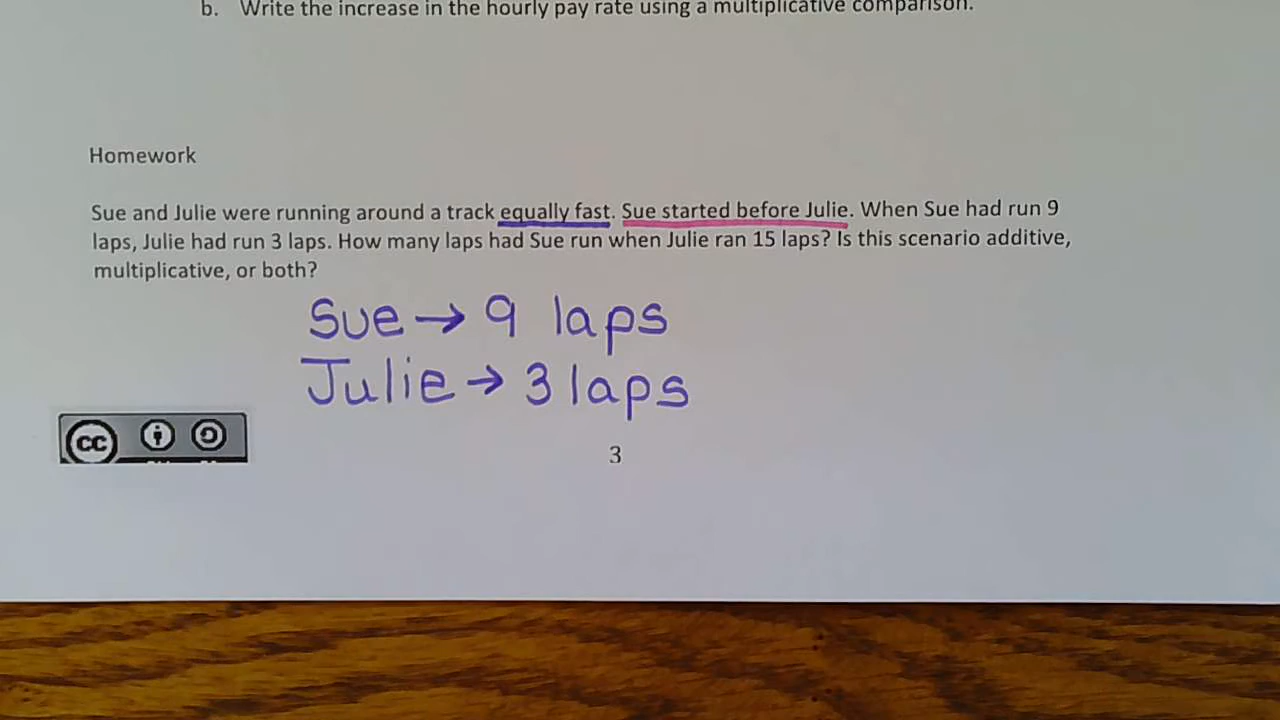 b. Write the increase in the hourly pay rate using a multiplicative comparison.
Homework
Sue and Julie were running around a track equally fast. Sue started before Julie. When Sue had run 9
laps, Julie had run 3 laps. How many laps had Sue run when Julie ran 15 laps? Is this scenario additive,
multiplicative, or both?
Sue → 9 laps
Julie → 3 laps
cc
3